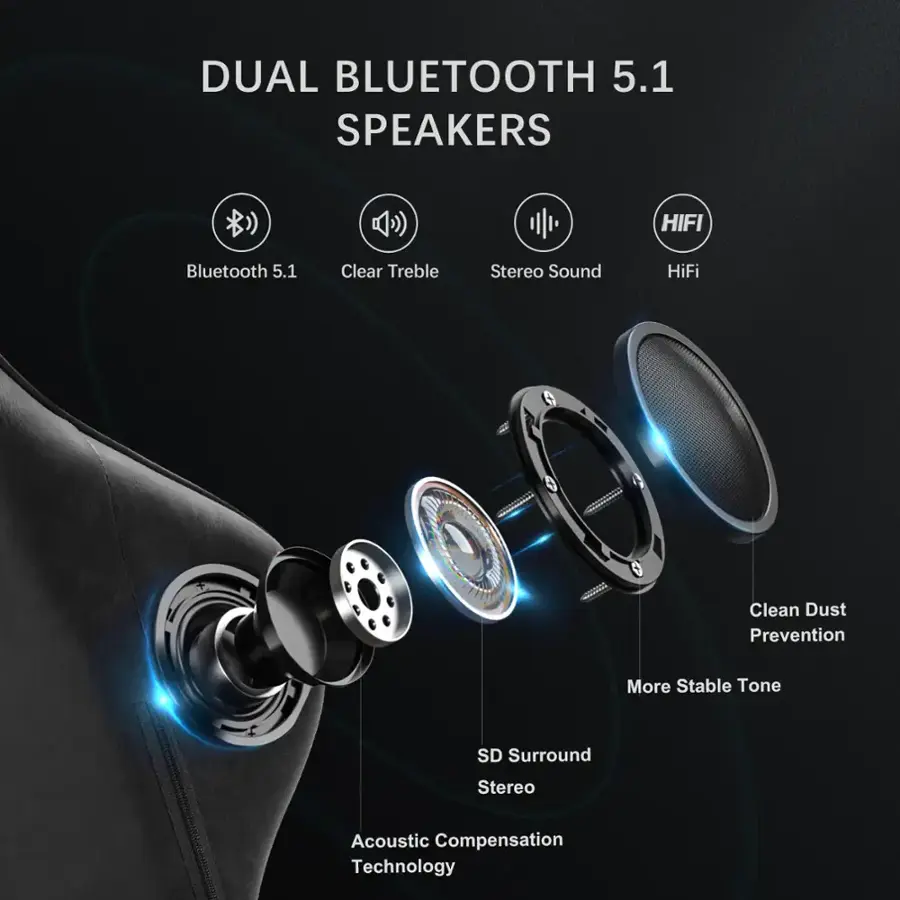 DUAL BLUETOOTH 5.1
SPEAKERS
HIFI
Bluetooth 5.1
Clear Treble
Stereo Sound
HiFi
Clean Dust
Prevention
More Stable Tone
SD Surround
Stereo
Acoustic Compensation
Technology